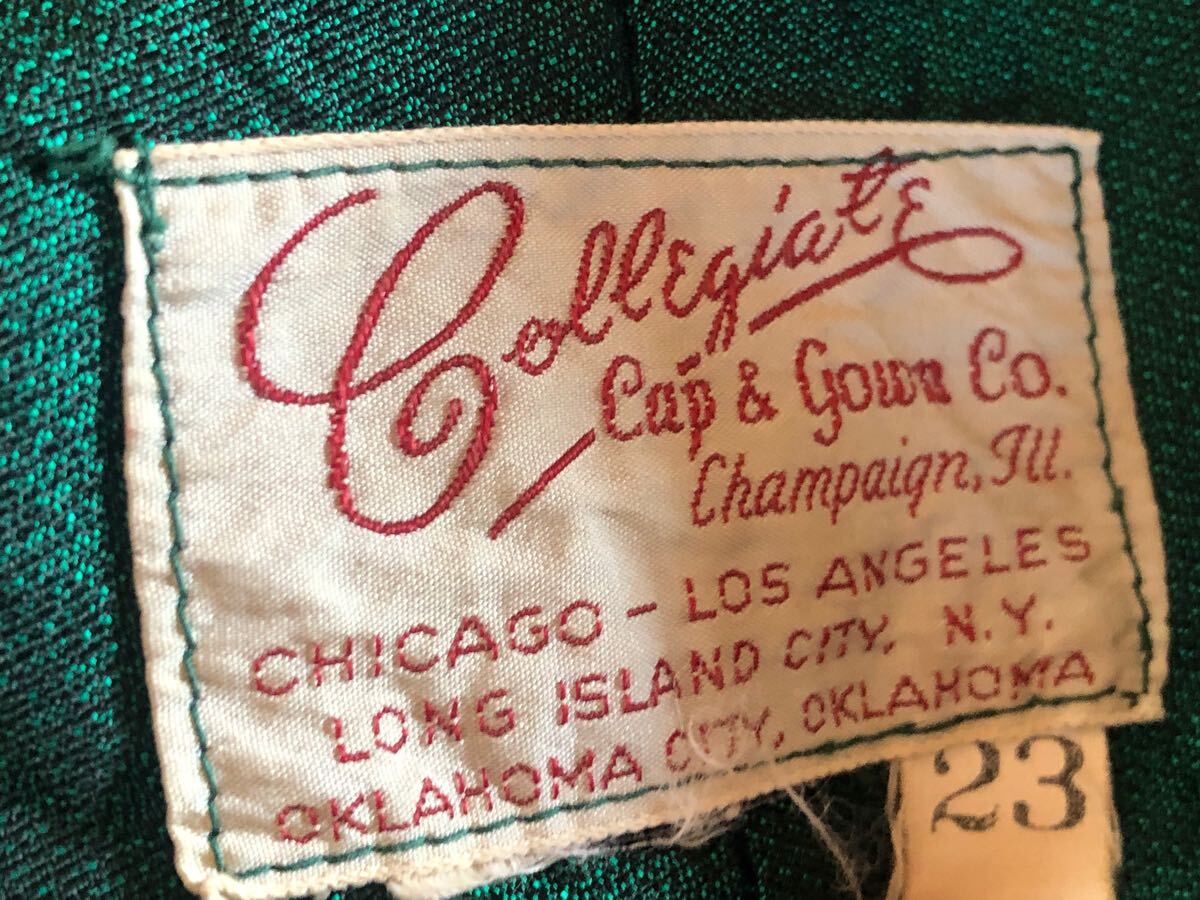 Collegiate
Cap & Gown Co.
Champaign, Ill.
CHICAGO - LOS ANGELES
LONG ISLAND CITY, N.Y.
OKLAHOMA CITY, OKLAHOMA
23